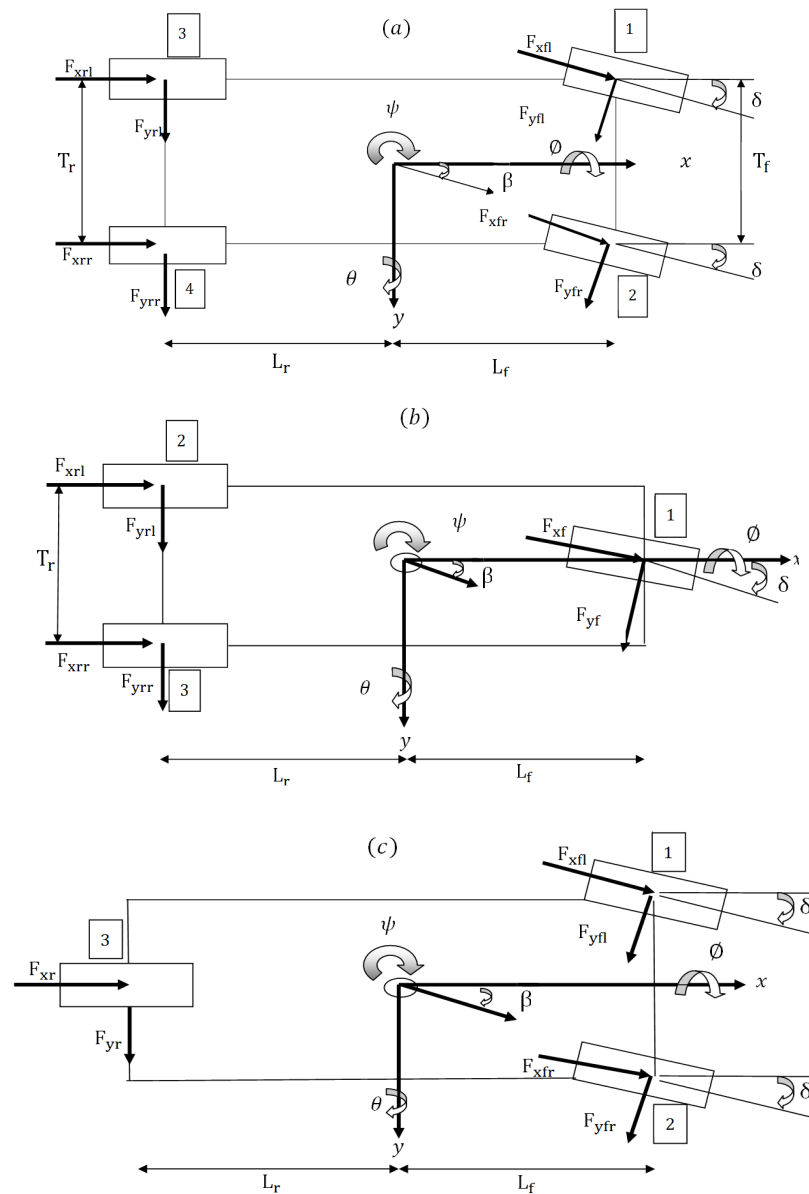 (a)
3
1
F_xrl
F_xfl
ψ
δ
F_yrl
F_yfl
T_r
∅
x
T_f
β
F_xfr
F_xrr
θ
δ
F_yrr
4
F_yfr
2
y
L_r
L_f
(b)
2
F_xrl
1
F_yrl
ψ
F_xf
∅
x
T_r
β
δ
F_yf
F_xrr
F_yrr
3
θ
y
L_r
L_f
(c)
1
F_xfl
δ
3
ψ
F_yfl
∅
F_xr
β
x
F_yr
F_xfr
θ
δ
2
F_yfr
y
L_r
L_f